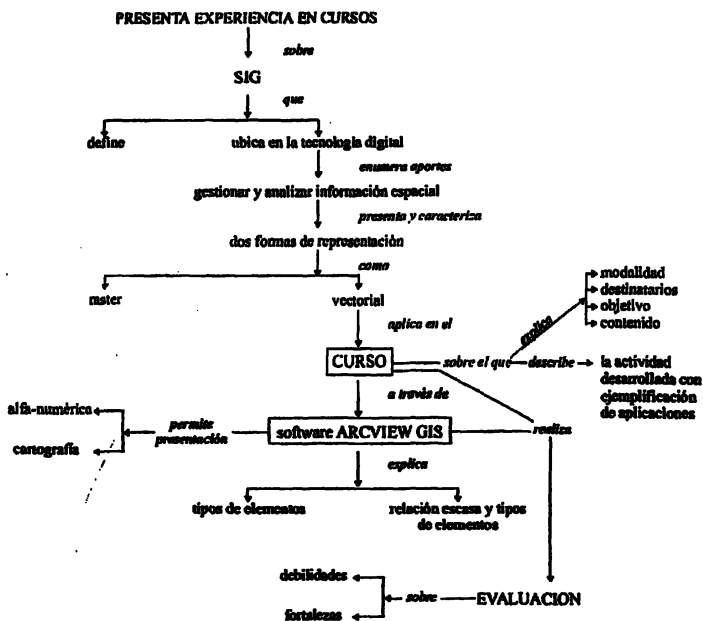 PRESENTA EXPERIENCIA EN CURSOS
sobre
SIG
que
define
ubica en la tecnología digital
enumera aportes
gestionar y analizar información espacial
presenta y caracteriza
dos formas de representación
como
raster
vectorial
modalidad
destinatarios
objetivo
contenido
explica
aplica en el
CURSO
sobre el que
describe
la actividad
desarrollada con
ejemplificación
de aplicaciones
a través de
alfa-numérica
cartografía
permite
presentación
software ARCVIEW GIS
realiza
explica
tipos de elementos
relación escasa y tipos
de elementos
debilidades
fortalezas
sobre
EVALUACION